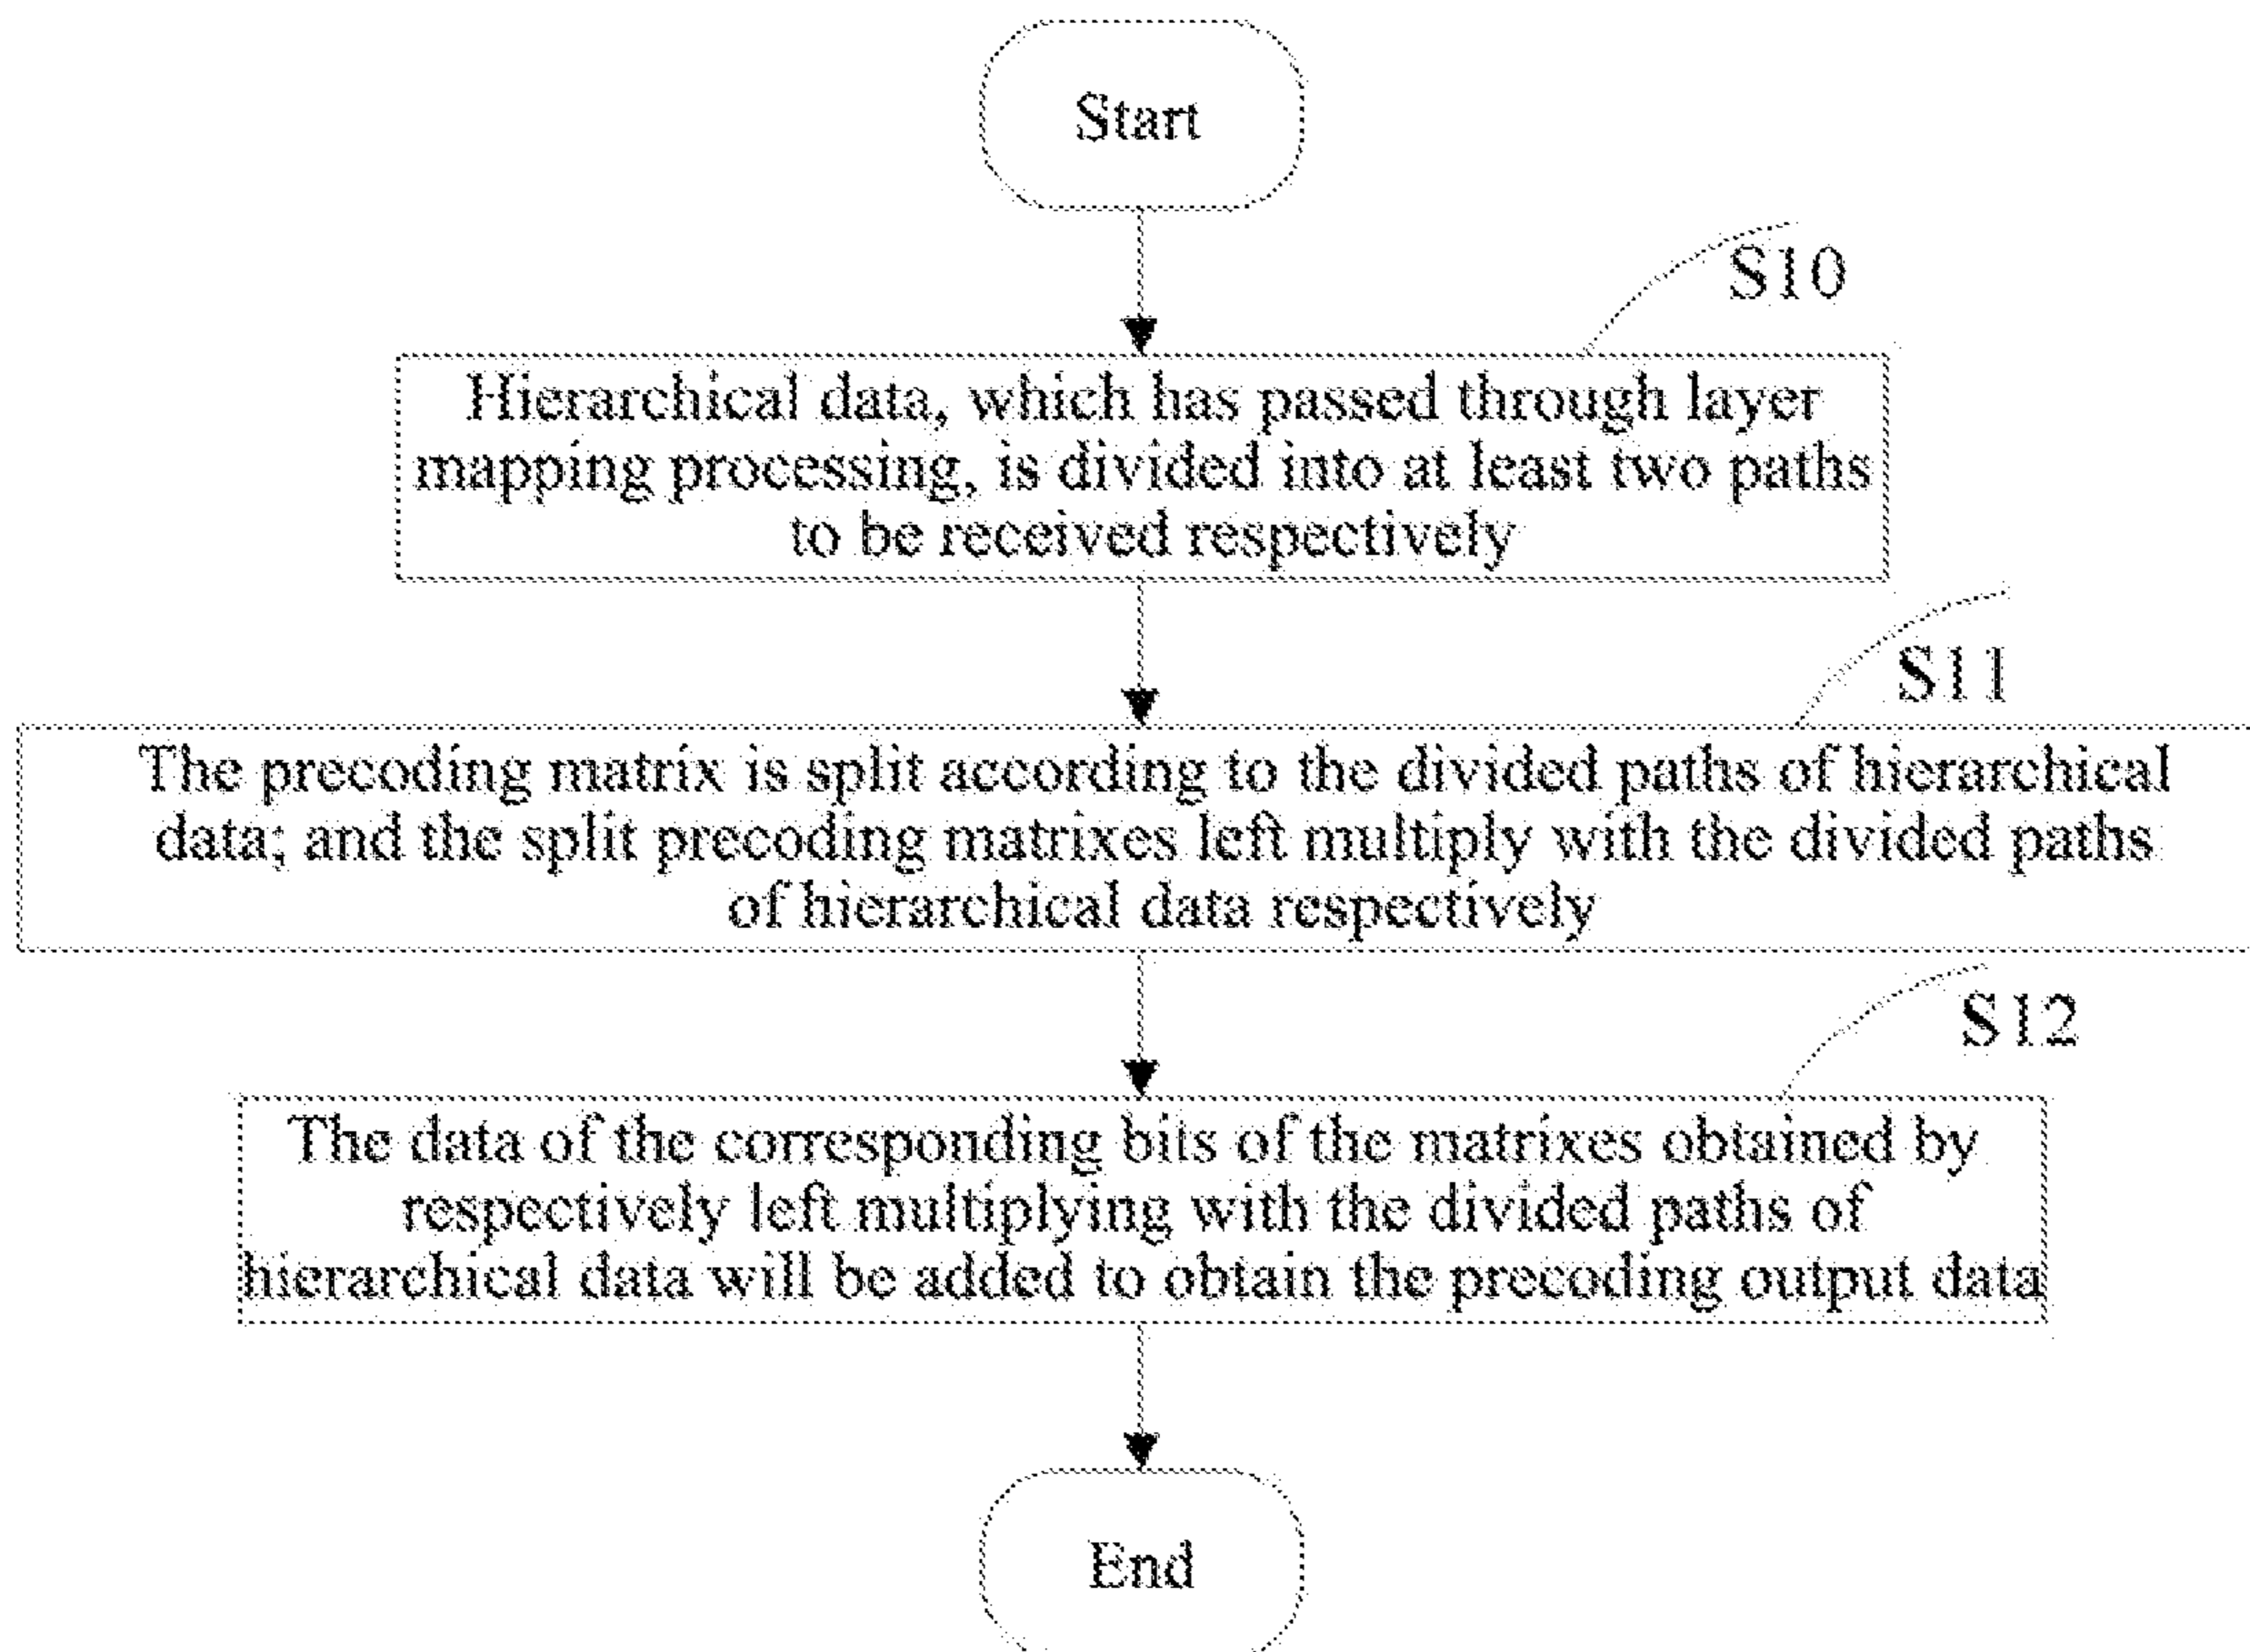 Start
S10
Hierarchical data, which has passed through layer
mapping processing, is divided into at least two paths
to be received respectively
S11
The precoding matrix is split according to the divided paths of hierarchical
data; and the split precoding matrixes left multiply with the divided paths
of hierarchical data respectively
S12
The data of the corresponding bits of the matrixes obtained by
respectively left multiplying with the divided paths of
hierarchical data will be added to obtain the precoding output data
End